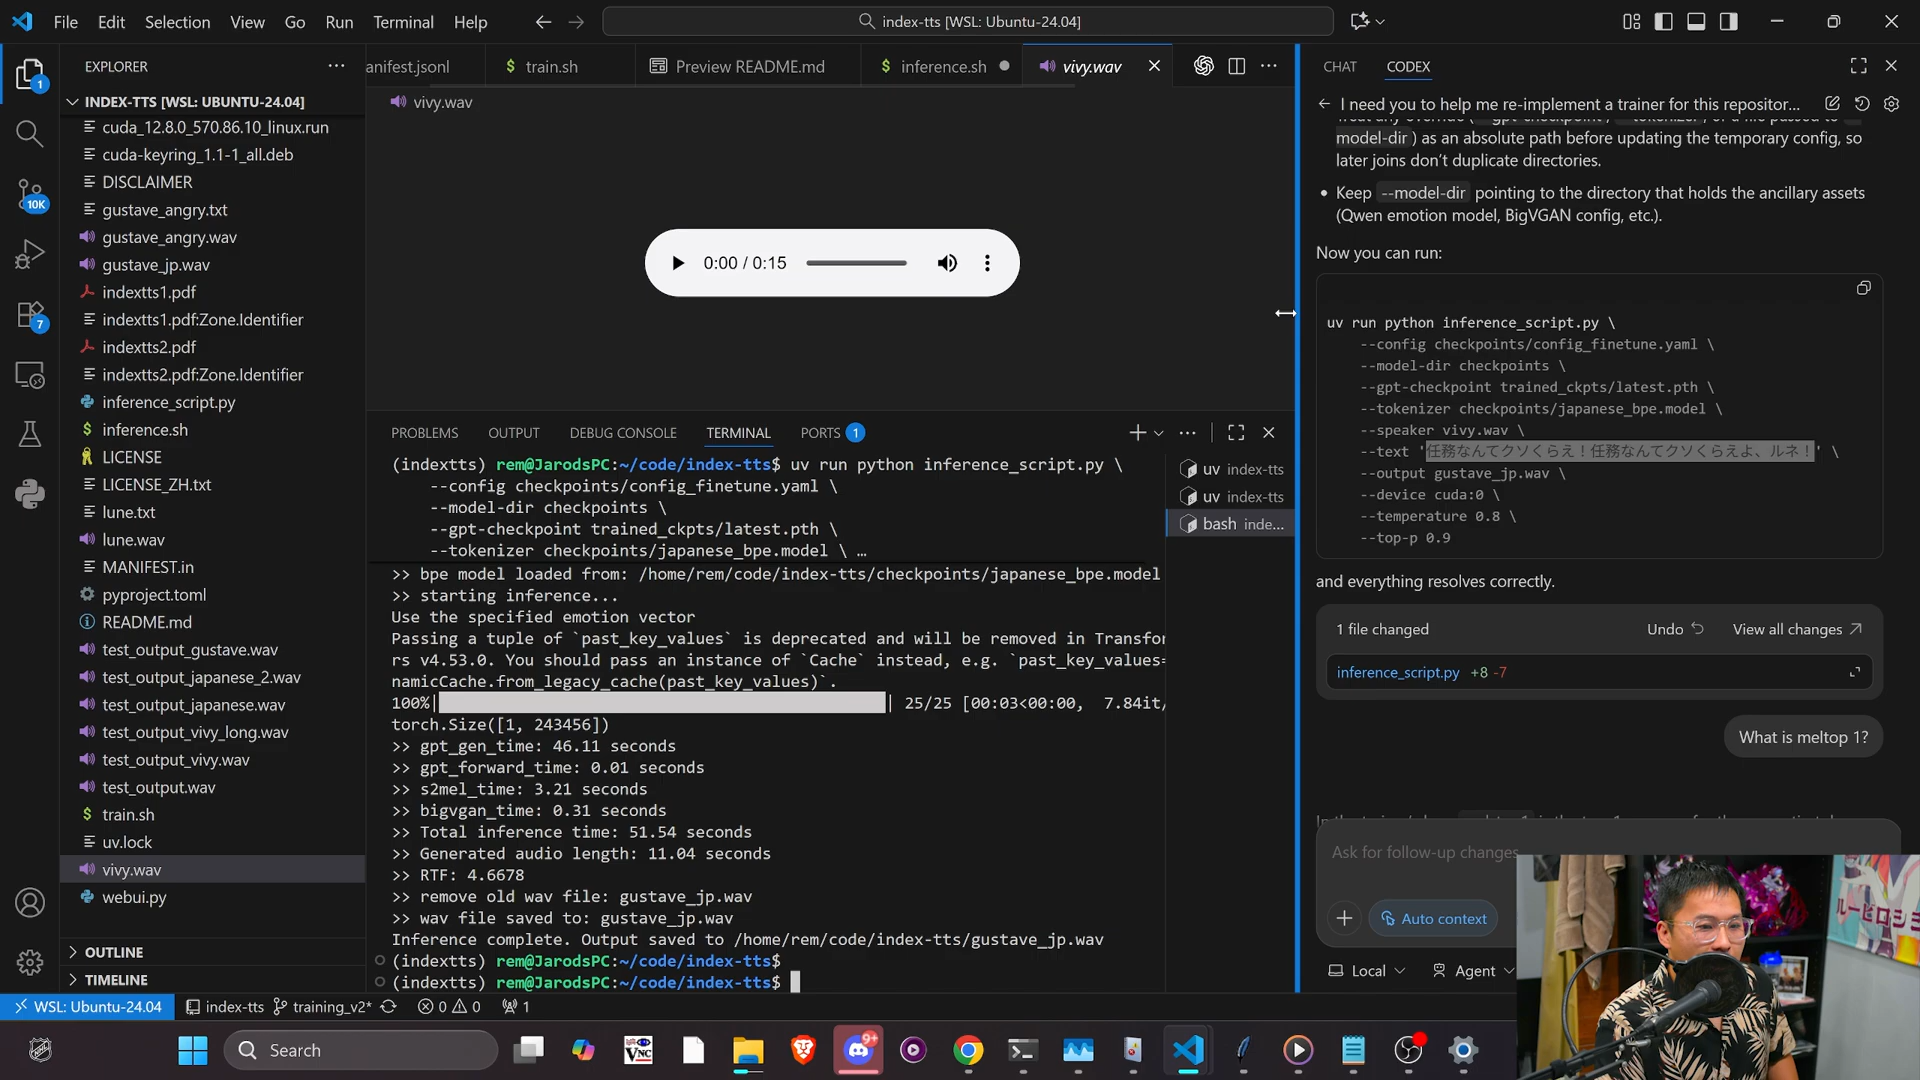 File Edit Selection View Go Run Terminal Help
index-tts [WSL: Ubuntu-24.04]
EXPLORER
INDEX-TTS [WSL: UBUNTU-24.04]
cuda_12.8.0_570.86.10_linux.run
cuda-keyring_1.1-1_all.deb
DISCLAIMER
gustave_angry.txt
gustave_angry.wav
gustave_jp.wav
indextts1.pdf
indextts1.pdf:Zone.Identifier
indextts2.pdf
indextts2.pdf:Zone.Identifier
inference_script.py
inference.sh
LICENSE
LICENSE_ZH.txt
lune.txt
lune.wav
MANIFEST.in
pyproject.toml
README.md
test_output_gustave.wav
test_output_japanese_2.wav
test_output_japanese.wav
test_output_vivy_long.wav
test_output_vivy.wav
test_output.wav
train.sh
uv.lock
vivy.wav
webui.py
OUTLINE
TIMELINE
1
10K
7
anifest.jsonl
train.sh
Preview README.md
inference.sh
vivy.wav
vivy.wav
0:00 / 0:15
PROBLEMS OUTPUT DEBUG CONSOLE TERMINAL PORTS 1
(indextts) rem@JarodsPC:~/code/index-tts$ uv run python inference_script.py \
--config checkpoints/config_finetune.yaml \
--model-dir checkpoints \
--gpt-checkpoint trained_ckpts/latest.pth \
--tokenizer checkpoints/japanese_bpe.model \ …
>> bpe model loaded from: /home/rem/code/index-tts/checkpoints/japanese_bpe.model
>> starting inference...
Use the specified emotion vector
Passing a tuple of `past_key_values` is deprecated and will be removed in Transfor
rs v4.53.0. You should pass an instance of `Cache` instead, e.g. `past_key_values=
namicCache.from_legacy_cache(past_key_values)`.
100%| | 25/25 [00:03<00:00, 7.84it/
torch.Size([1, 243456])
>> gpt_gen_time: 46.11 seconds
>> gpt_forward_time: 0.01 seconds
>> s2mel_time: 3.21 seconds
>> bigvgan_time: 0.31 seconds
>> Total inference time: 51.54 seconds
>> Generated audio length: 11.04 seconds
>> RTF: 4.6678
>> remove old wav file: gustave_jp.wav
>> wav file saved to: gustave_jp.wav
Inference complete. Output saved to /home/rem/code/index-tts/gustave_jp.wav
(indextts) rem@JarodsPC:~/code/index-tts$
(indextts) rem@JarodsPC:~/code/index-tts$
uv index-tts
uv index-tts
bash inde...
CHAT CODEX
I need you to help me re-implement a trainer for this repositor...
model-dir ) as an absolute path before updating the temporary config, so
later joins don't duplicate directories.
• Keep --model-dir pointing to the directory that holds the ancillary assets
(Qwen emotion model, BigVGAN config, etc.).
Now you can run:
uv run python inference_script.py \
--config checkpoints/config_finetune.yaml \
--model-dir checkpoints \
--gpt-checkpoint trained_ckpts/latest.pth \
--tokenizer checkpoints/japanese_bpe.model \
--speaker vivy.wav \
--text '任務なんてクソくらえ！任務なんてクソくらえよ、ルネ！' \
--output gustave_jp.wav \
--device cuda:0 \
--temperature 0.8 \
--top-p 0.9
and everything resolves correctly.
1 file changed Undo View all changes
inference_script.py +8 -7
What is meltop 1?
Ask for follow-up changes
Auto context
Local Agent
WSL: Ubuntu-24.04 index-tts training_v2* 0 0 1
Search
VNC
9+